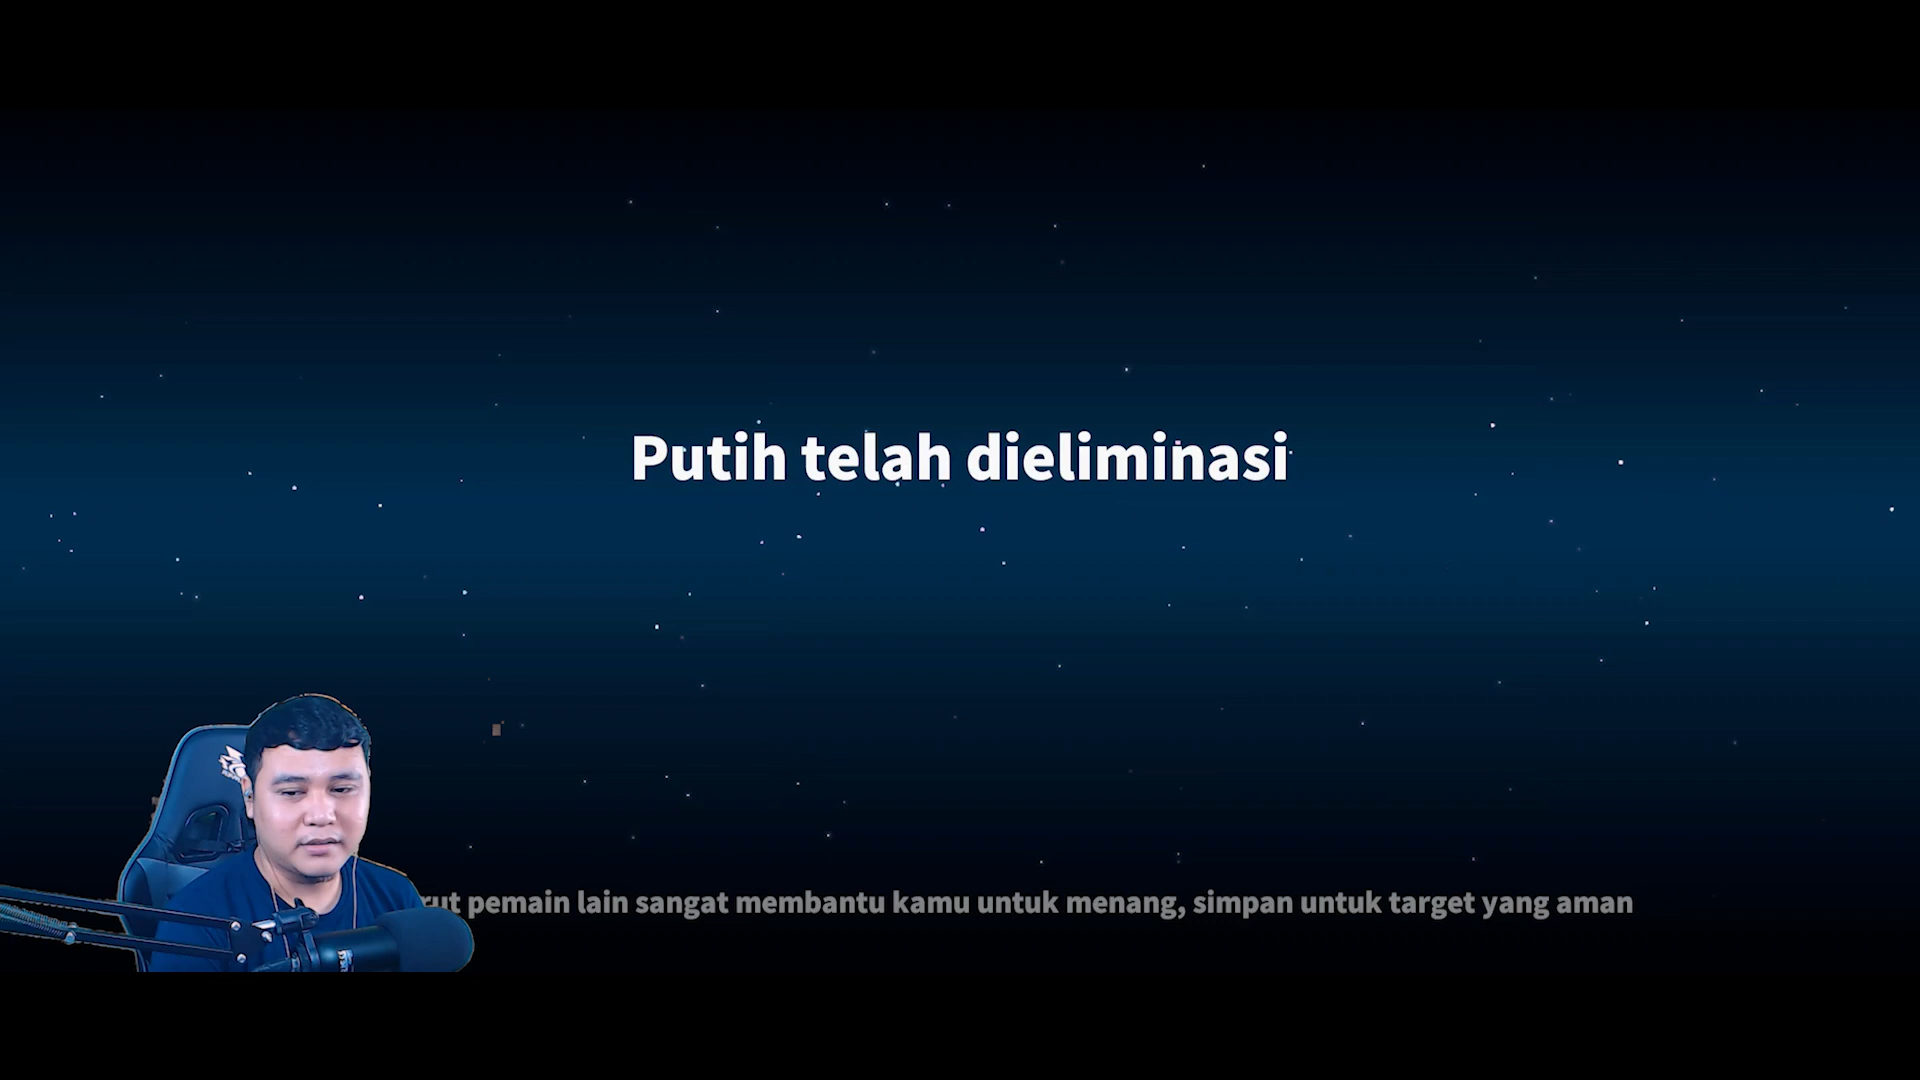 Putih telah dieliminasi
pemain lain sangat membantu kamu untuk menang, simpan untuk target yang aman